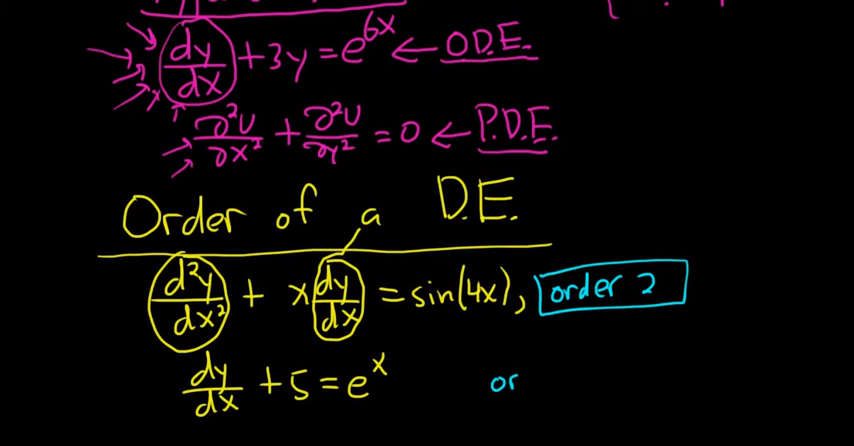 dy/dx + 3y = e^6x ← O.D.E.
∂²U/∂x² + ∂²U/∂y² = 0 ← P.D.E.
Order of a D.E.
d²y/dx² + x dy/dx = sin(4x), order 2
dy/dx + 5 = e^x or